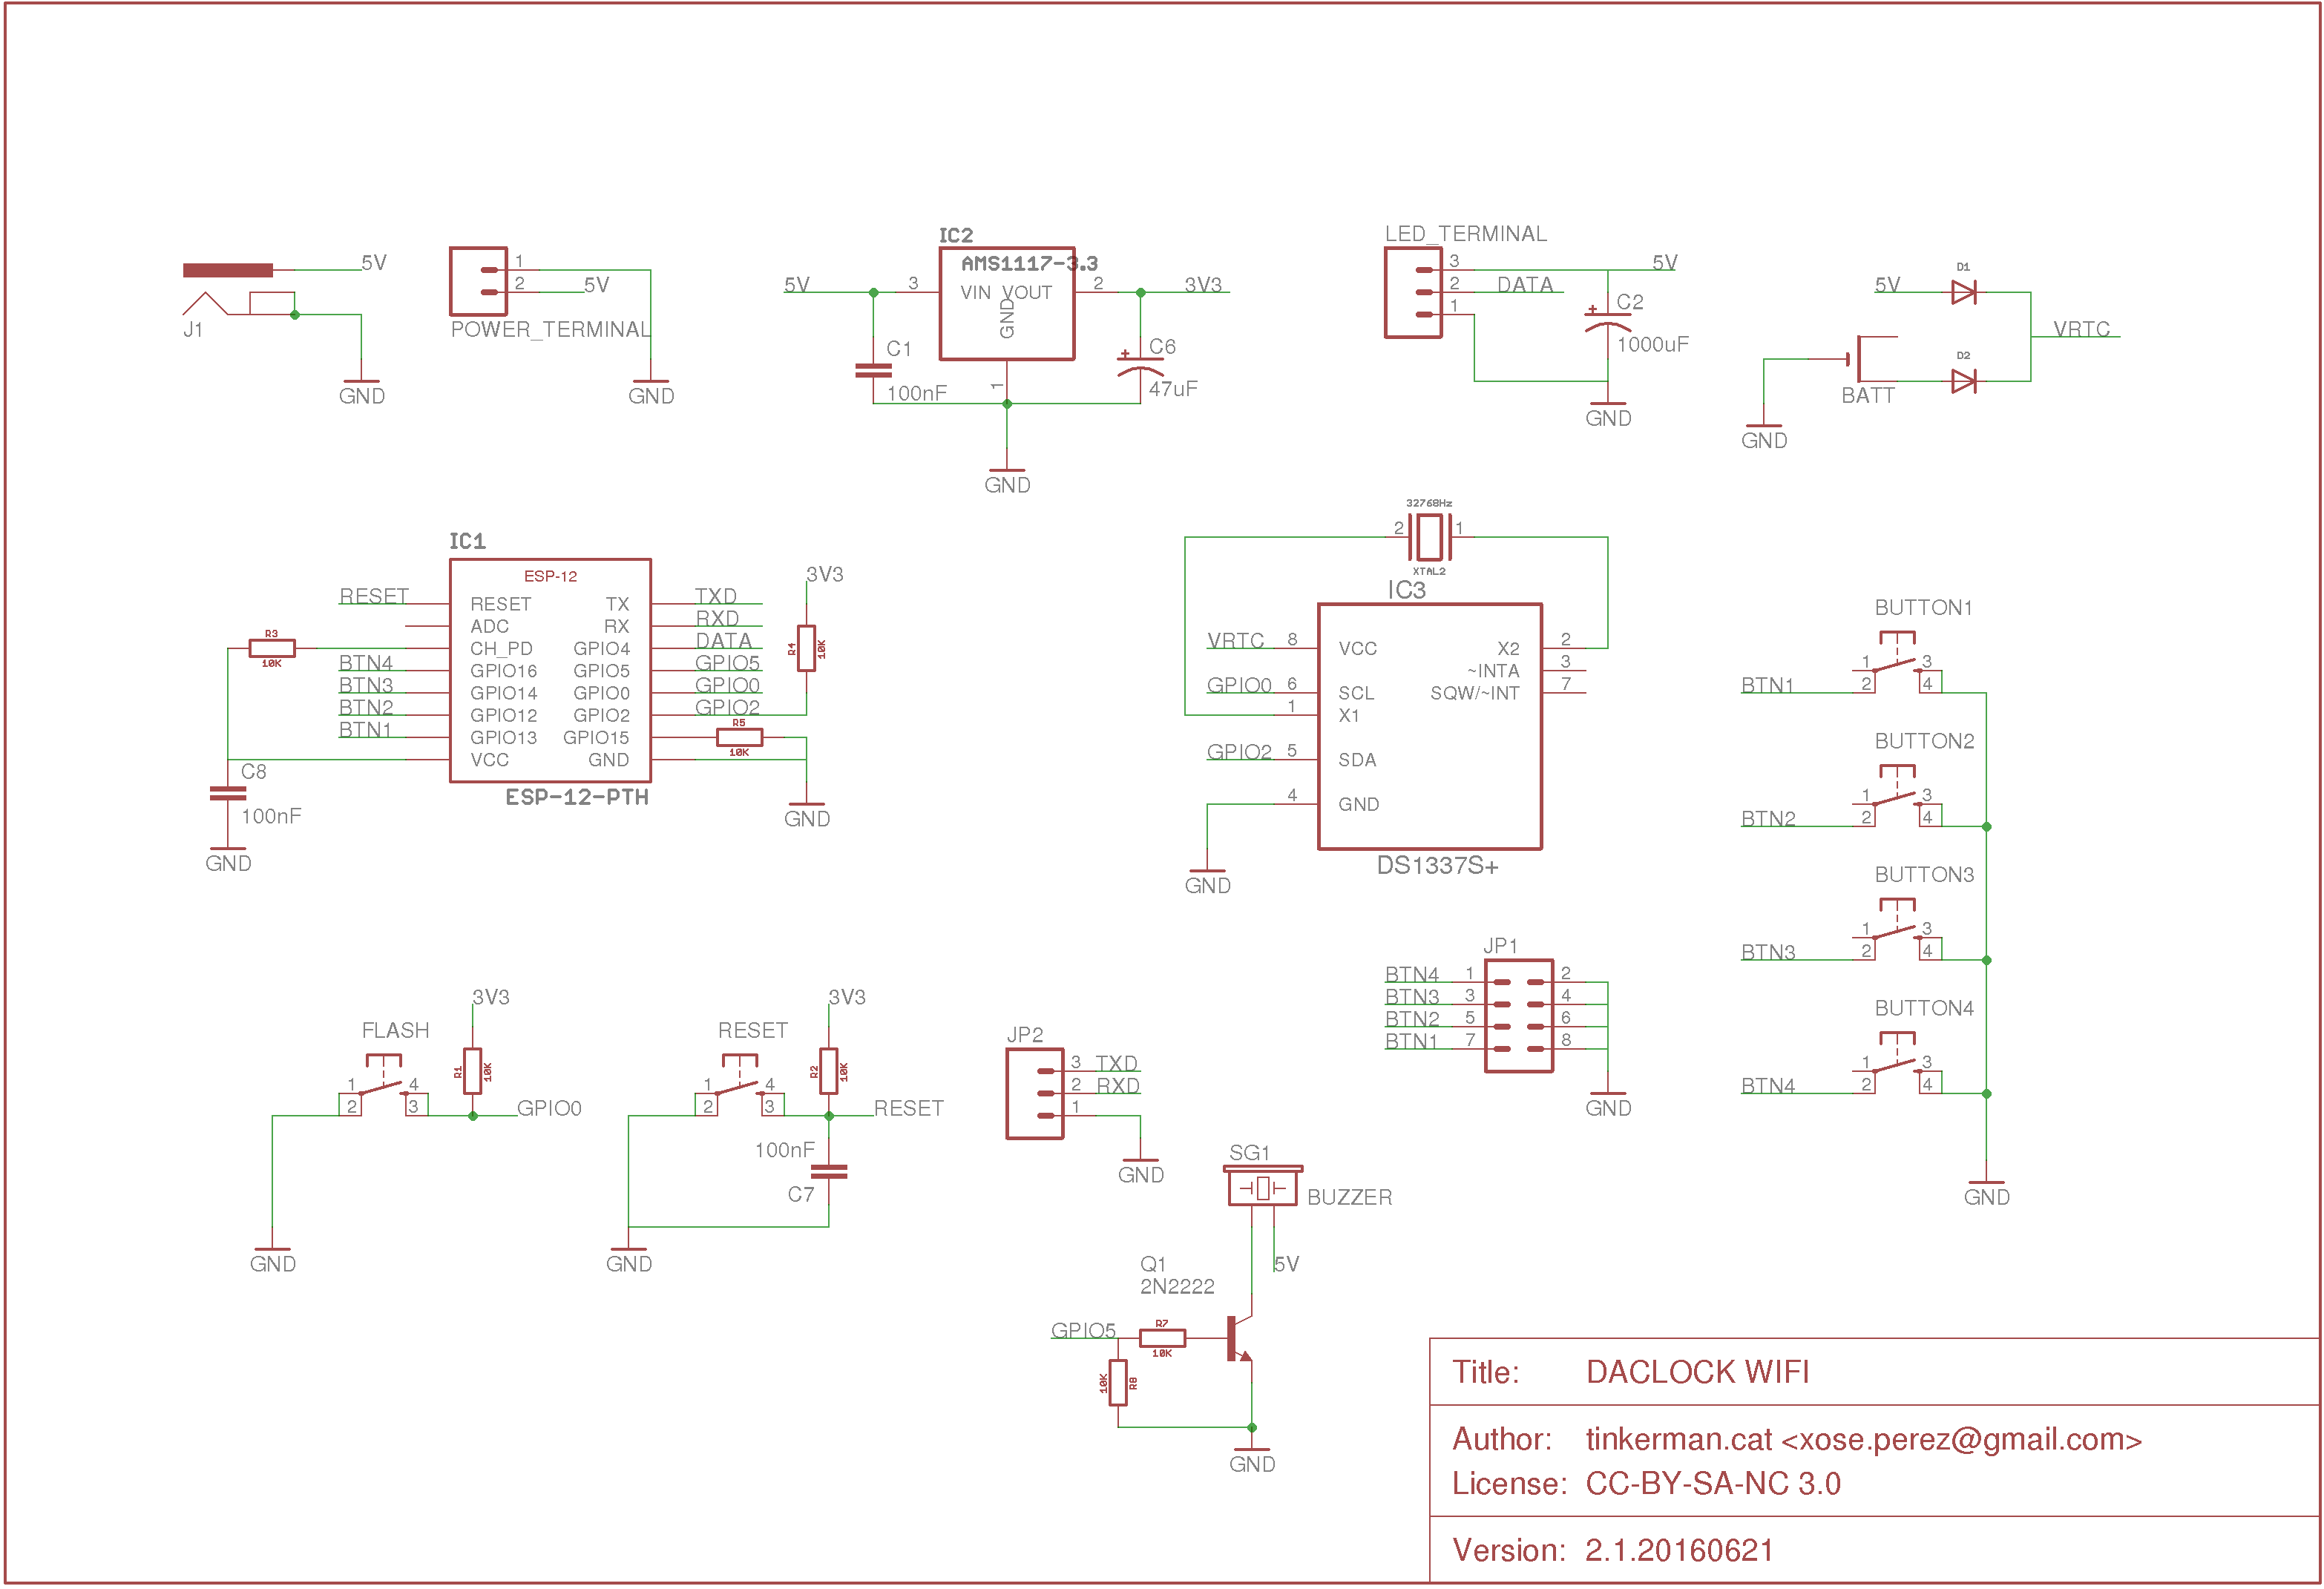 5V
J1
GND
1
2
5V
POWER_TERMINAL
GND
IC2
AMS1117-3.3
5V
3
VIN VOUT
GND
2
3V3
1
C1
100nF
C6
47uF
GND
LED_TERMINAL
3
5V
2
DATA
1
C2
1000uF
GND
5V
D1
VRTC
D2
BATT
GND
IC1
ESP-12
RESET
RESET
TX
TXD
ADC
RX
RXD
R3
10K
CH_PD
GPIO4
DATA
BTN4
GPIO16
GPIO5
GPIO5
BTN3
GPIO14
GPIO0
GPIO0
BTN2
GPIO12
GPIO2
GPIO2
BTN1
GPIO13
GPIO15
VCC
GND
3V3
R4
10K
R5
10K
GND
ESP-12-PTH
C8
100nF
GND
32768Hz
2
1
XTAL2
IC3
VRTC
8
VCC
X2
2
~INTA
3
GPIO0
6
SCL
SQW/~INT
7
1
X1
GPIO2
5
SDA
4
GND
GND
DS1337S+
BUTTON1
1
3
BTN1
2
4
BUTTON2
1
3
BTN2
2
4
BUTTON3
1
3
BTN3
2
4
BUTTON4
1
3
BTN4
2
4
GND
JP1
BTN4
1
2
BTN3
3
4
BTN2
5
6
BTN1
7
8
GND
3V3
FLASH
R1
10K
1
4
2
3
GPIO0
GND
3V3
RESET
R2
10K
1
4
2
3
RESET
100nF
C7
GND
JP2
3
TXD
2
RXD
1
GND
SG1
BUZZER
5V
Q1
2N2222
GPIO5
R7
10K
10K
R8
GND
Title: DACLOCK WIFI
Author: tinkerman.cat <xose.perez@gmail.com>
License: CC-BY-SA-NC 3.0
Version: 2.1.20160621